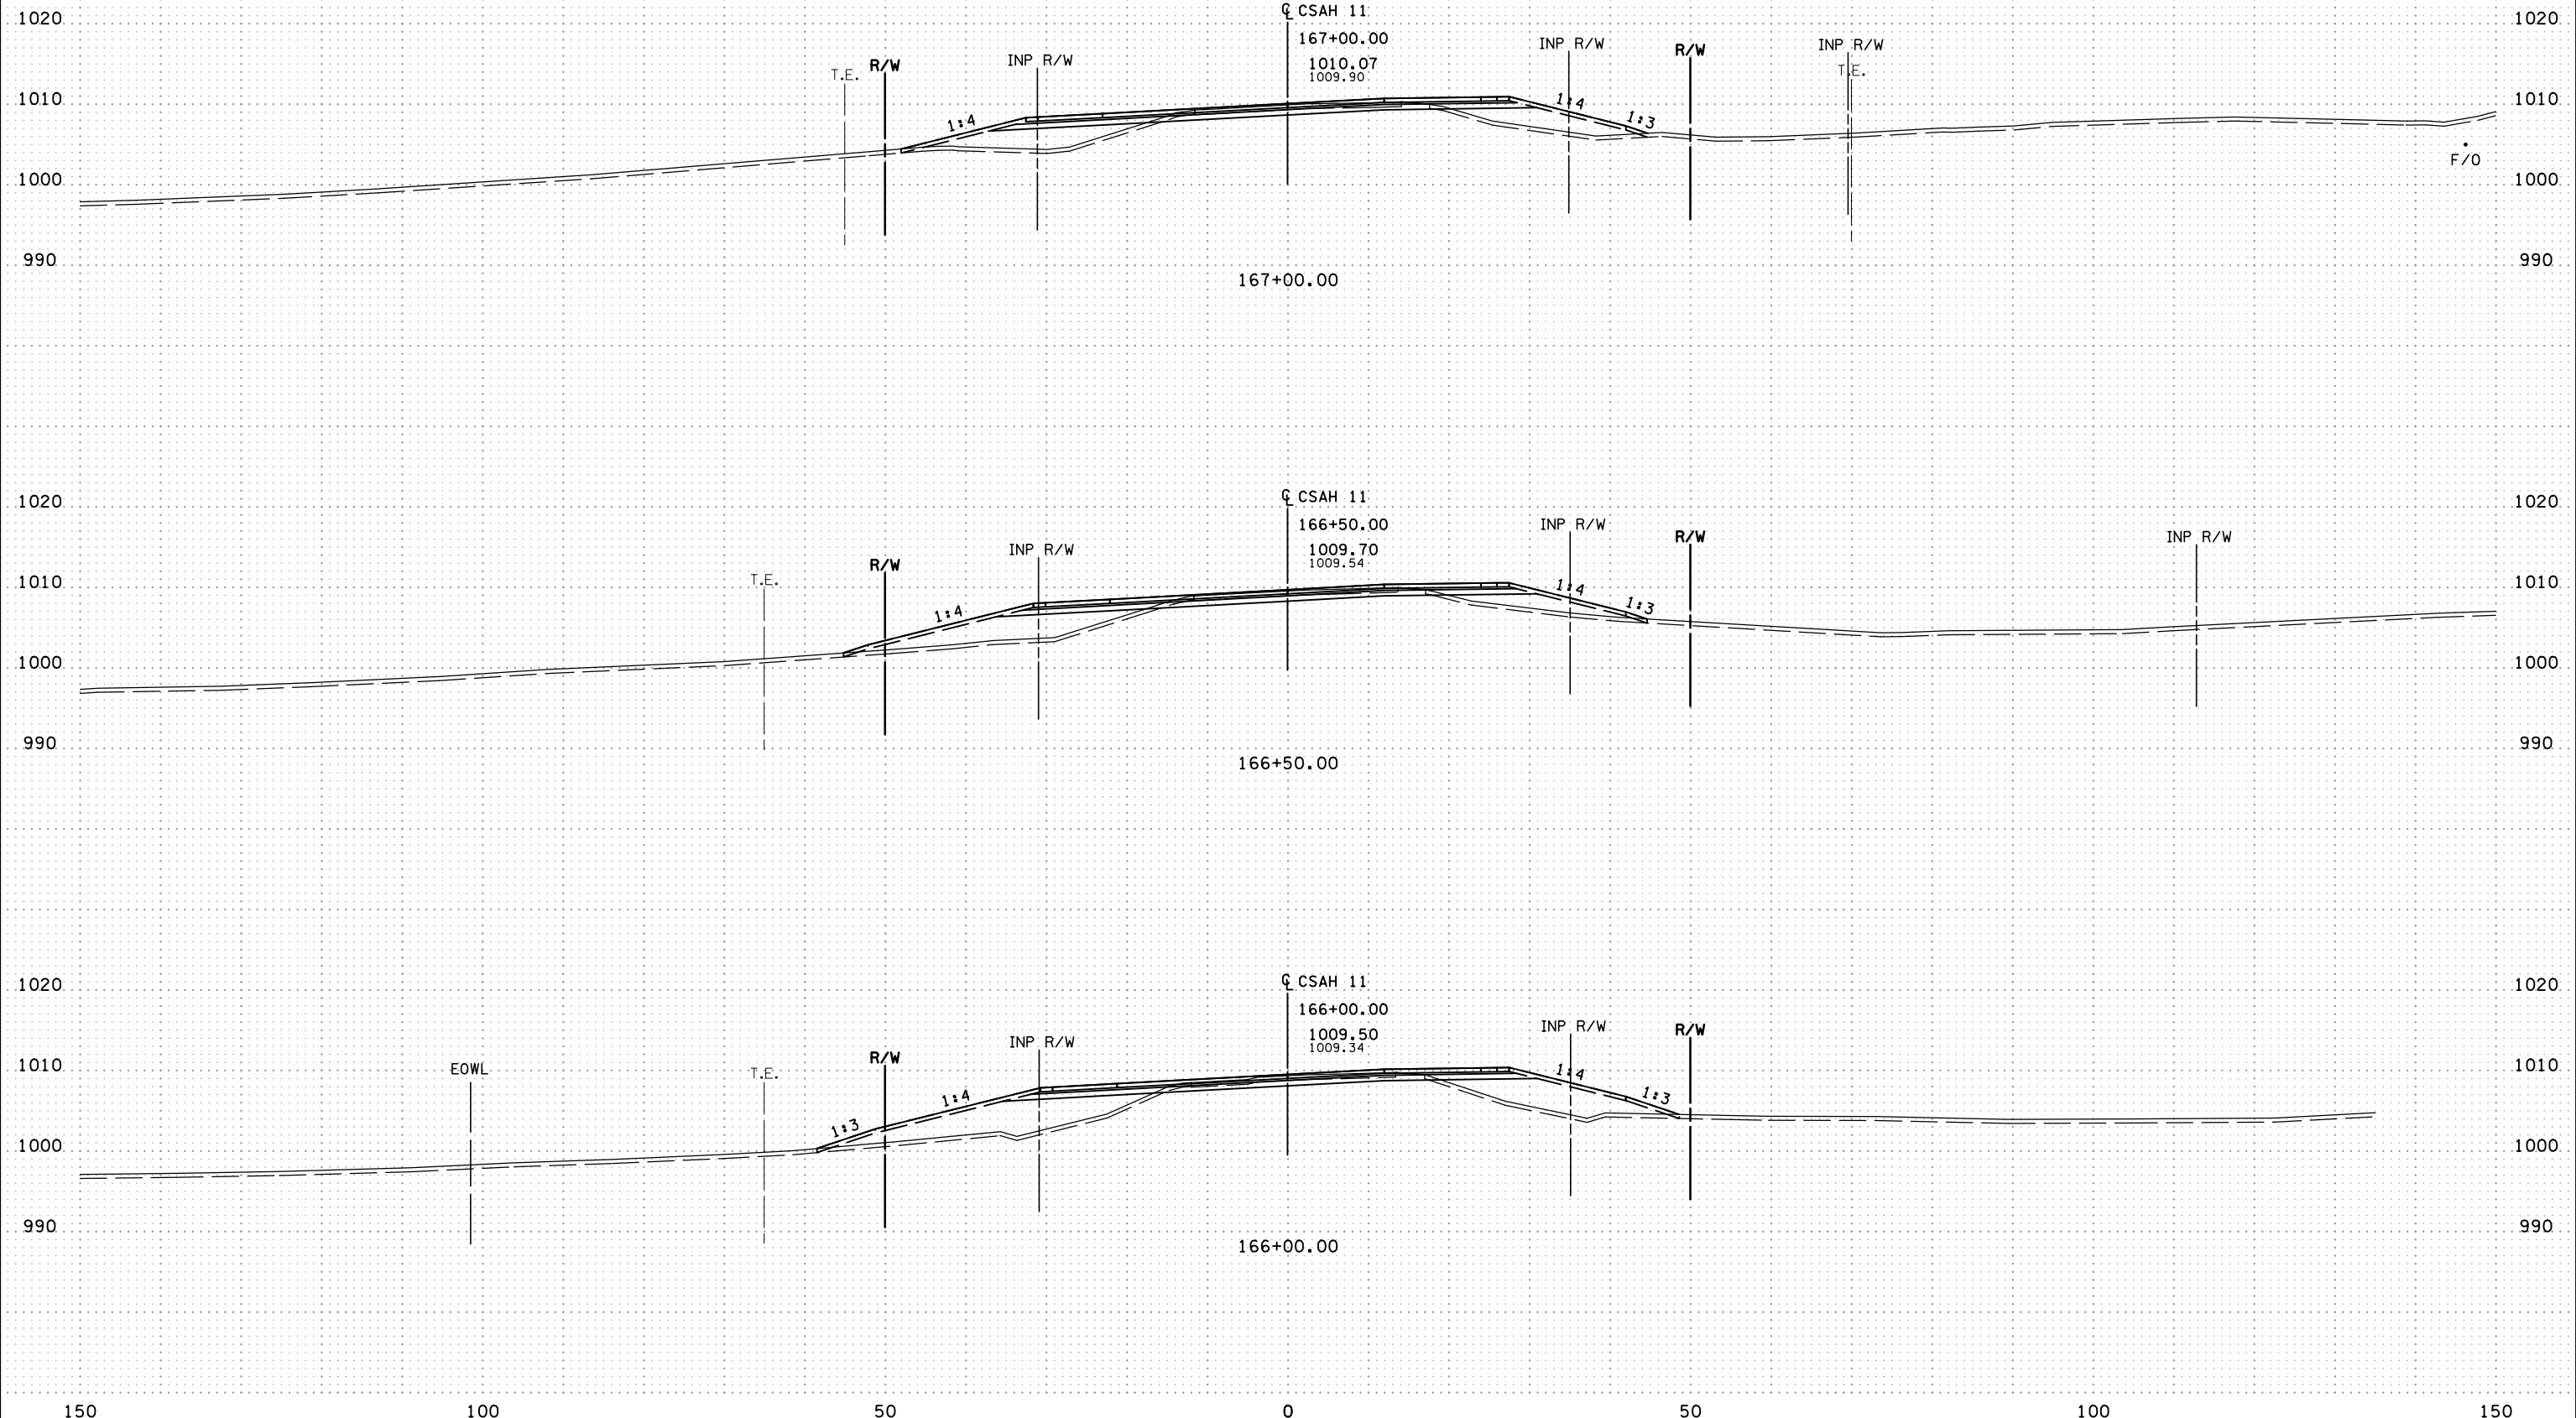 1020 ℄ CSAH 11 1020
167+00.00
INP R/W INP R/W R/W INP R/W
T.E. R/W 1010.07 T.E.
1009.90
1010 1:4 1:4 1:3 1010
F/O
1000 1000
990 990
167+00.00
1020 ℄ CSAH 11 1020
166+50.00
INP R/W INP R/W R/W INP R/W
T.E. R/W 1009.70
1009.54
1010 1:4 1:4 1:3 1010
1000 1000
990 990
166+50.00
1020 ℄ CSAH 11 1020
166+00.00
INP R/W INP R/W R/W
R/W 1009.50
1009.34
1010 EOWL T.E. 1010
1:3 1:4 1:4 1:3
1000 1000
990 990
166+00.00
150 100 50 0 50 100 150